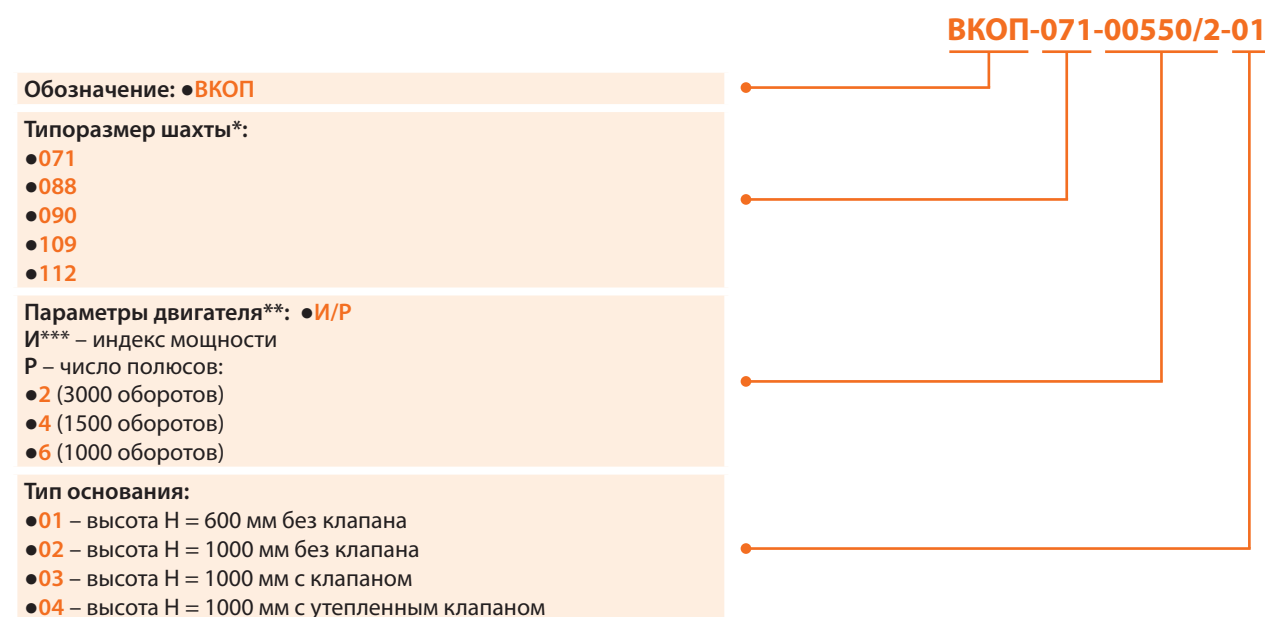 ВКОП-071-00550/2-01
Обозначение: ●ВКОП
Типоразмер шахты*:
●071
●088
●090
●109
●112
Параметры двигателя**: ●И/Р
И*** – индекс мощности
Р – число полюсов:
●2 (3000 оборотов)
●4 (1500 оборотов)
●6 (1000 оборотов)
Тип основания:
●01 – высота Н = 600 мм без клапана
●02 – высота Н = 1000 мм без клапана
●03 – высота Н = 1000 мм с клапаном
●04 – высота Н = 1000 мм с утепленным клапаном